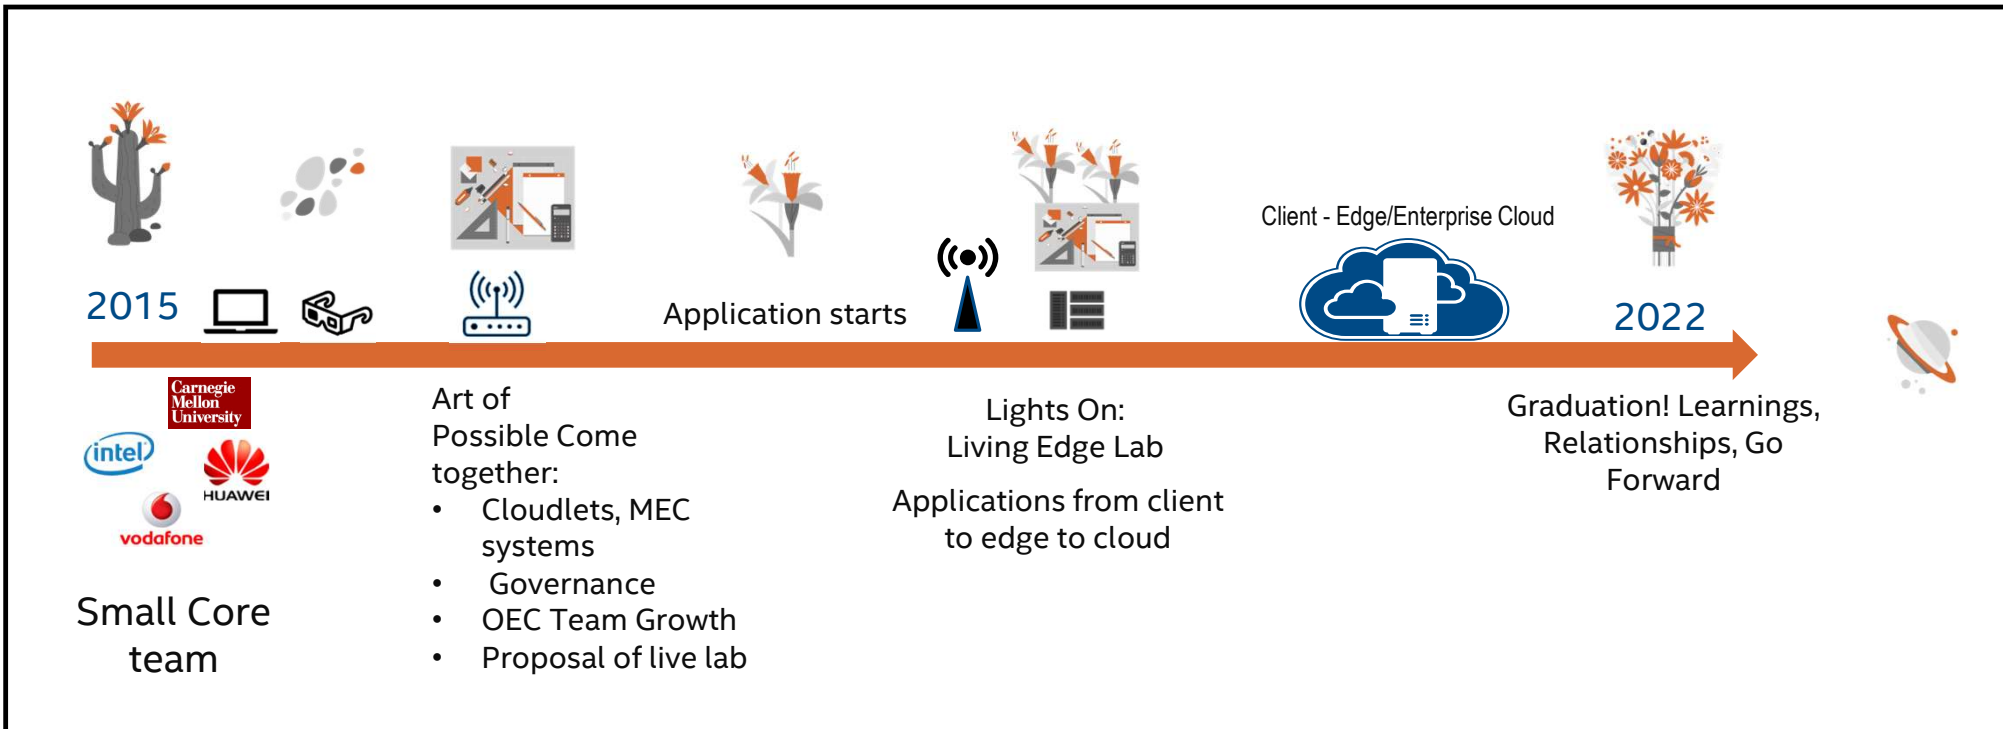 Client - Edge/Enterprise Cloud
2015
Application starts
2022
Carnegie
Mellon
University
intel
HUAWEI
vodafone
Small Core
team
Art of
Possible Come
together:
• Cloudlets, MEC
systems
• Governance
• OEC Team Growth
• Proposal of live lab
Lights On:
Living Edge Lab
Applications from client
to edge to cloud
Graduation! Learnings,
Relationships, Go
Forward